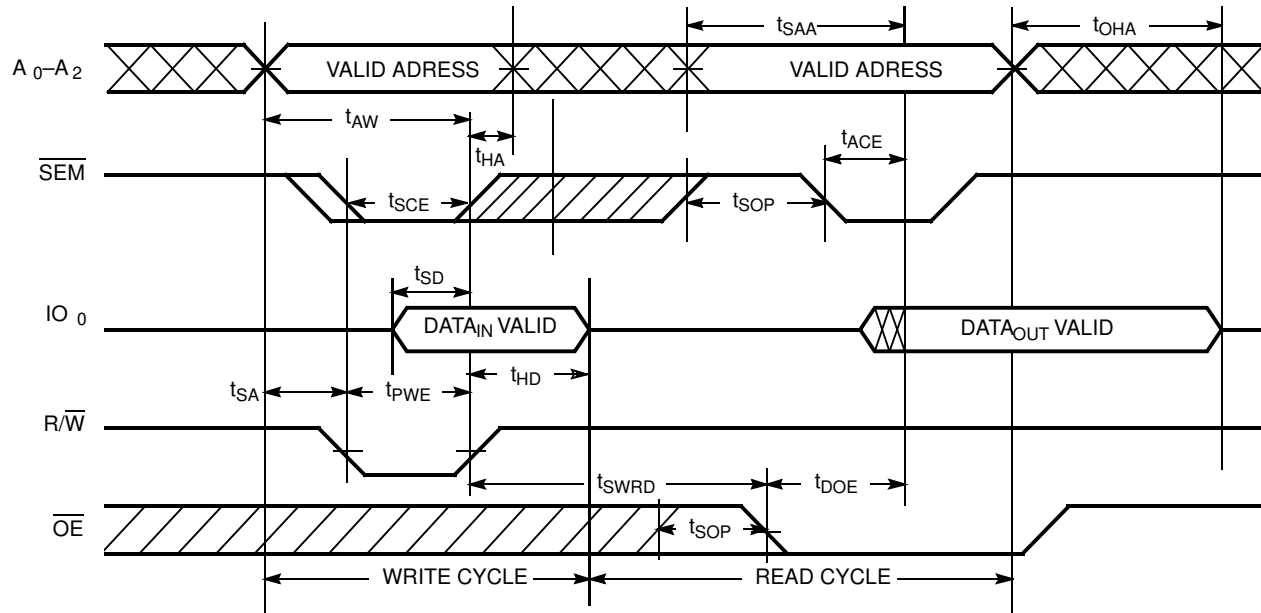 tSAA
tOHA
A 0–A 2
VALID ADRESS
VALID ADRESS
tAW
tHA
tACE
SEM
tSCE
tSOP
tSD
IO 0
DATAIN VALID
DATAOUT VALID
tSA
tPWE
tHD
R/W
tSWRD
tDOE
OE
tSOP
WRITE CYCLE
READ CYCLE